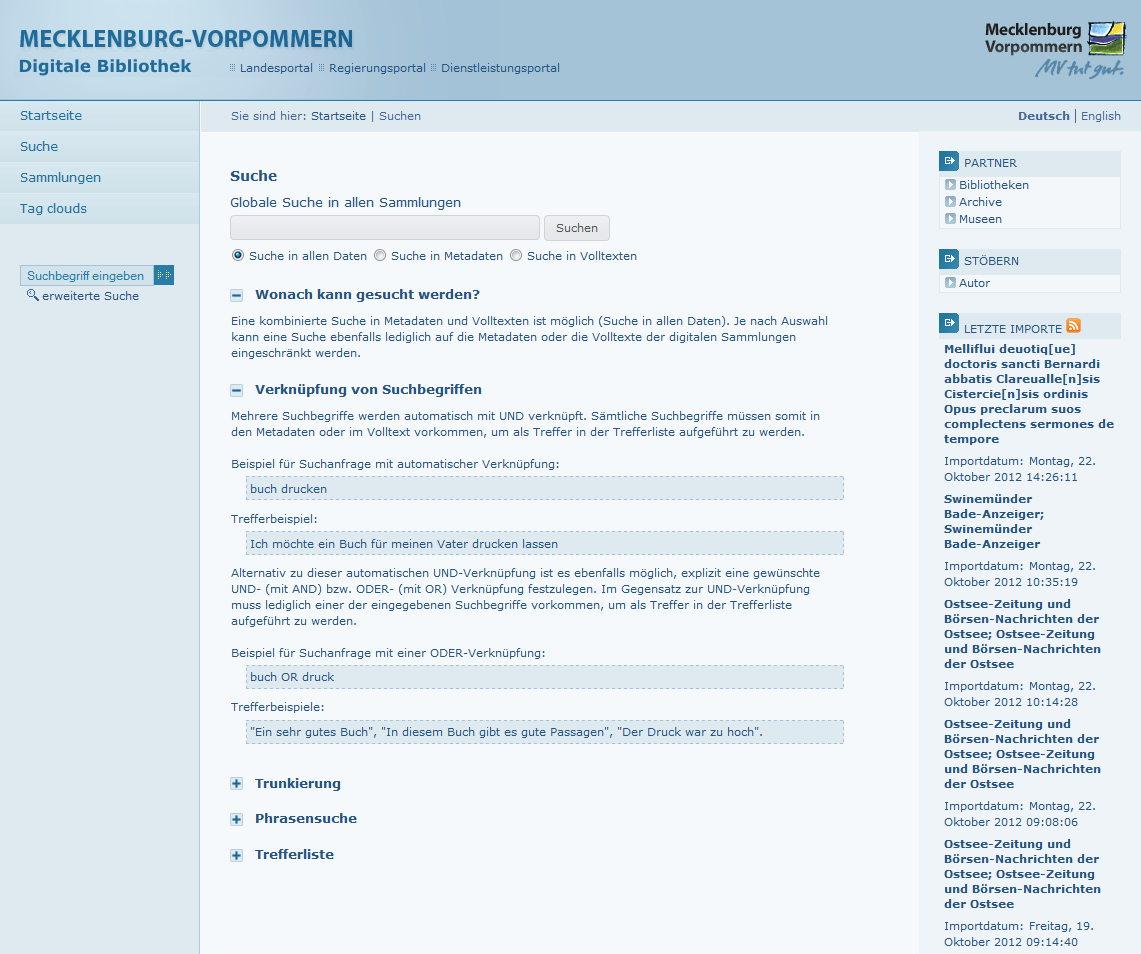 MECKLENBURG-VORPOMMERN
Digitale Bibliothek
Landesportal Regierungsportal Dienstleistungsportal
Mecklenburg
Vorpommern
MV tut gut.
Startseite
Suche
Sammlungen
Tag clouds
Suchbegriff eingeben
erweiterte Suche
Sie sind hier: Startseite | Suchen
Deutsch | English
Suche
Globale Suche in allen Sammlungen
Suchen
Suche in allen Daten Suche in Metadaten Suche in Volltexten
Wonach kann gesucht werden?
Eine kombinierte Suche in Metadaten und Volltexten ist möglich (Suche in allen Daten). Je nach Auswahl
kann eine Suche ebenfalls lediglich auf die Metadaten oder die Volltexte der digitalen Sammlungen
eingeschränkt werden.
Verknüpfung von Suchbegriffen
Mehrere Suchbegriffe werden automatisch mit UND verknüpft. Sämtliche Suchbegriffe müssen somit in
den Metadaten oder im Volltext vorkommen, um als Treffer in der Trefferliste aufgeführt zu werden.
Beispiel für Suchanfrage mit automatischer Verknüpfung:
buch drucken
Trefferbeispiel:
Ich möchte ein Buch für meinen Vater drucken lassen
Alternativ zu dieser automatischen UND-Verknüpfung ist es ebenfalls möglich, explizit eine gewünschte
UND- (mit AND) bzw. ODER- (mit OR) Verknüpfung festzulegen. Im Gegensatz zur UND-Verknüpfung
muss lediglich einer der eingegebenen Suchbegriffe vorkommen, um als Treffer in der Trefferliste
aufgeführt zu werden.
Beispiel für Suchanfrage mit einer ODER-Verknüpfung:
buch OR druck
Trefferbeispiele:
"Ein sehr gutes Buch", "In diesem Buch gibt es gute Passagen", "Der Druck war zu hoch".
Trunkierung
Phrasensuche
Trefferliste
PARTNER
Bibliotheken
Archive
Museen
STÖBERN
Autor
LETZTE IMPORTE
Melliflui deuotiq[ue]
doctoris sancti Bernardi
abbatis Clareualle[n]sis
Cistercie[n]sis ordinis
Opus preclarum suos
complectens sermones de
tempore
Importdatum: Montag, 22.
Oktober 2012 14:26:11
Swinemünder
Bade-Anzeiger;
Swinemünder
Bade-Anzeiger
Importdatum: Montag, 22.
Oktober 2012 10:35:19
Ostsee-Zeitung und
Börsen-Nachrichten der
Ostsee; Ostsee-Zeitung
und Börsen-Nachrichten
der Ostsee
Importdatum: Montag, 22.
Oktober 2012 10:14:28
Ostsee-Zeitung und
Börsen-Nachrichten der
Ostsee; Ostsee-Zeitung
und Börsen-Nachrichten
der Ostsee
Importdatum: Montag, 22.
Oktober 2012 09:08:06
Ostsee-Zeitung und
Börsen-Nachrichten der
Ostsee; Ostsee-Zeitung
und Börsen-Nachrichten
der Ostsee
Importdatum: Freitag, 19.
Oktober 2012 09:14:40